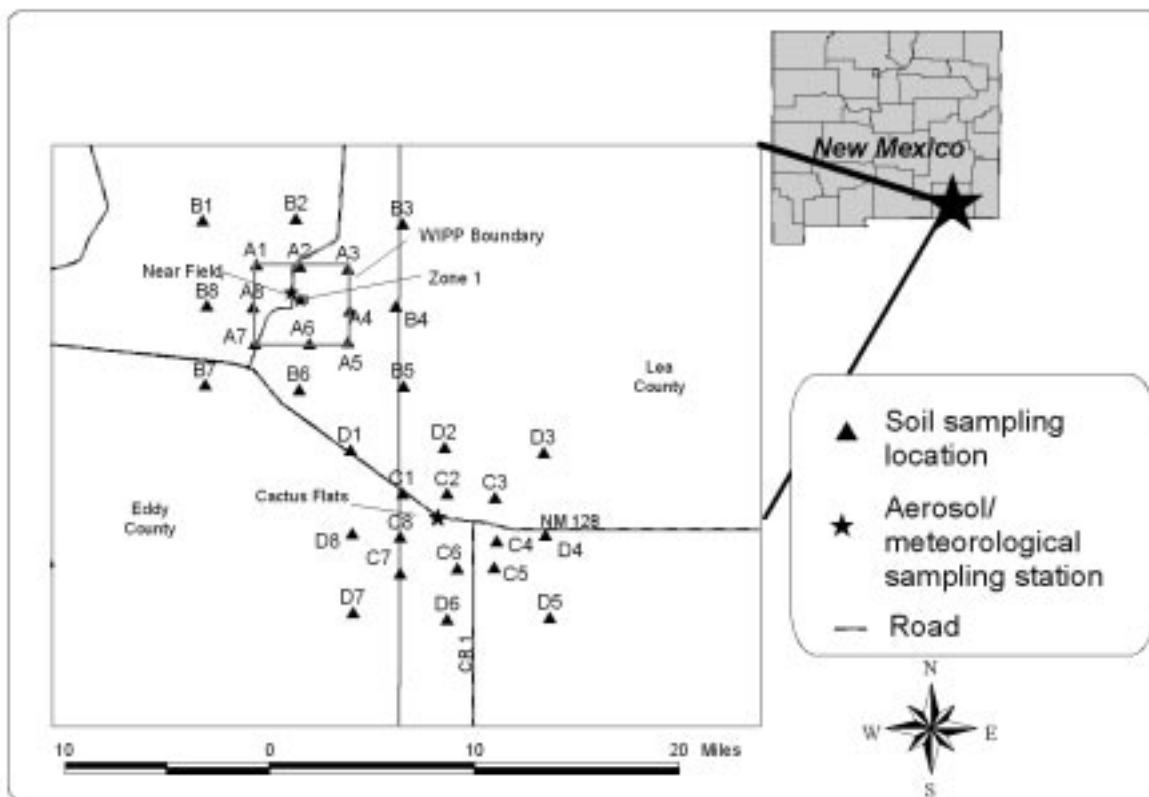 New Mexico
B1
B2
B3
WIPP Boundary
A1
A2
A3
Near Field
Zone 1
B8
A8
A4
B4
A7
A6
A5
B7
B6
B5
Lea
County
D1
D2
D3
C1
C2
C3
Cactus Flats
Eddy
County
NM 128
D8
C8
C7
C6
C4
D4
C5
D7
D6
D5
CB 1
Soil sampling
location
Aerosol/
meteorological
sampling station
Road
N
W
E
S
10
0
10
20
Miles